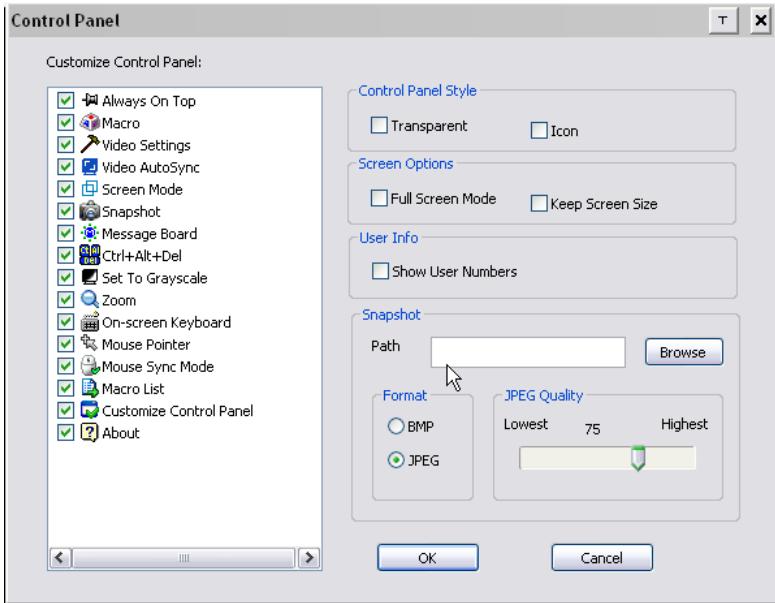 Control Panel
T
Customize Control Panel:
Always On Top
Macro
Video Settings
Video AutoSync
Screen Mode
Snapshot
Message Board
Ctrl Alt Del
Ctrl+Alt+Del
Set To Grayscale
Zoom
On-screen Keyboard
Mouse Pointer
Mouse Sync Mode
Macro List
Customize Control Panel
About
Control Panel Style
Transparent
Icon
Screen Options
Full Screen Mode
Keep Screen Size
User Info
Show User Numbers
Snapshot
Path
Browse
Format
BMP
JPEG
JPEG Quality
Lowest 75 Highest
OK
Cancel